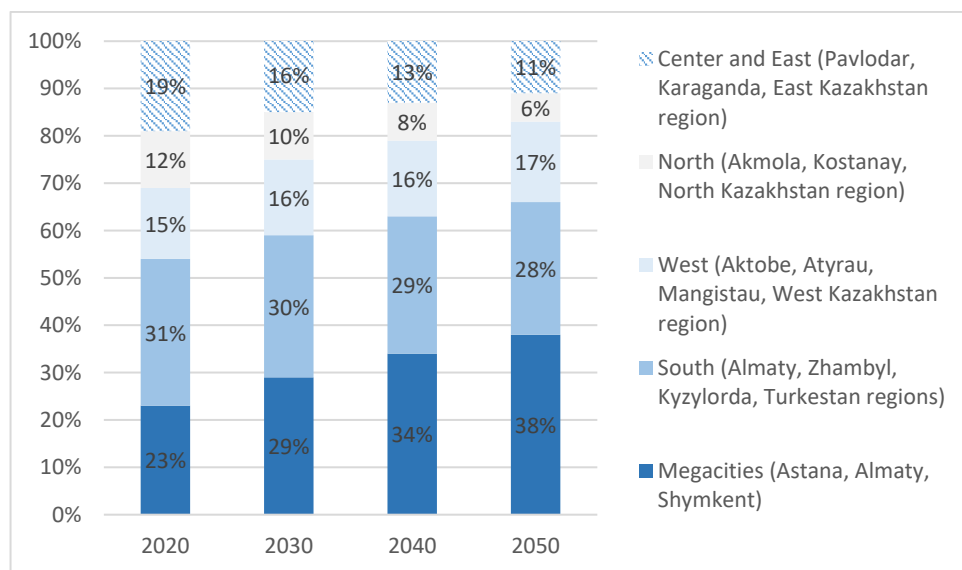 100%
90%
80%
70%
60%
50%
40%
30%
20%
10%
0%
19%
16%
13%
11%
12%
10%
8%
6%
15%
16%
16%
17%
31%
30%
29%
28%
23%
29%
34%
38%
2020
2030
2040
2050
Center and East (Pavlodar,
Karaganda, East Kazakhstan
region)
North (Akmola, Kostanay,
North Kazakhstan region)
West (Aktobe, Atyrau,
Mangistau, West Kazakhstan
region)
South (Almaty, Zhambyl,
Kyzylorda, Turkestan regions)
Megacities (Astana, Almaty,
Shymkent)